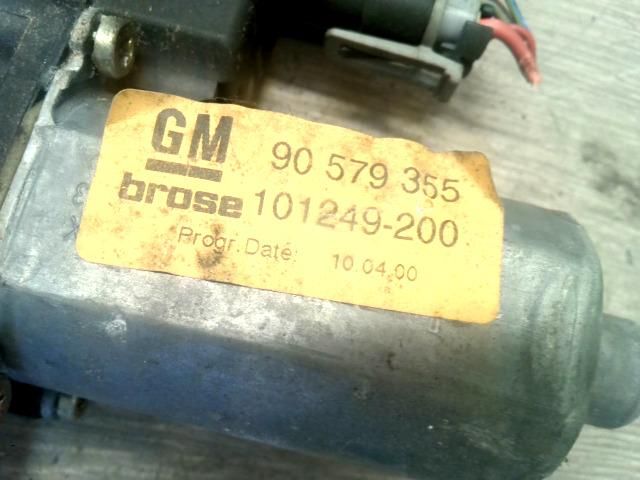 GM 90 579 355
brose 101249-200
Progr. Date: 10.04.00